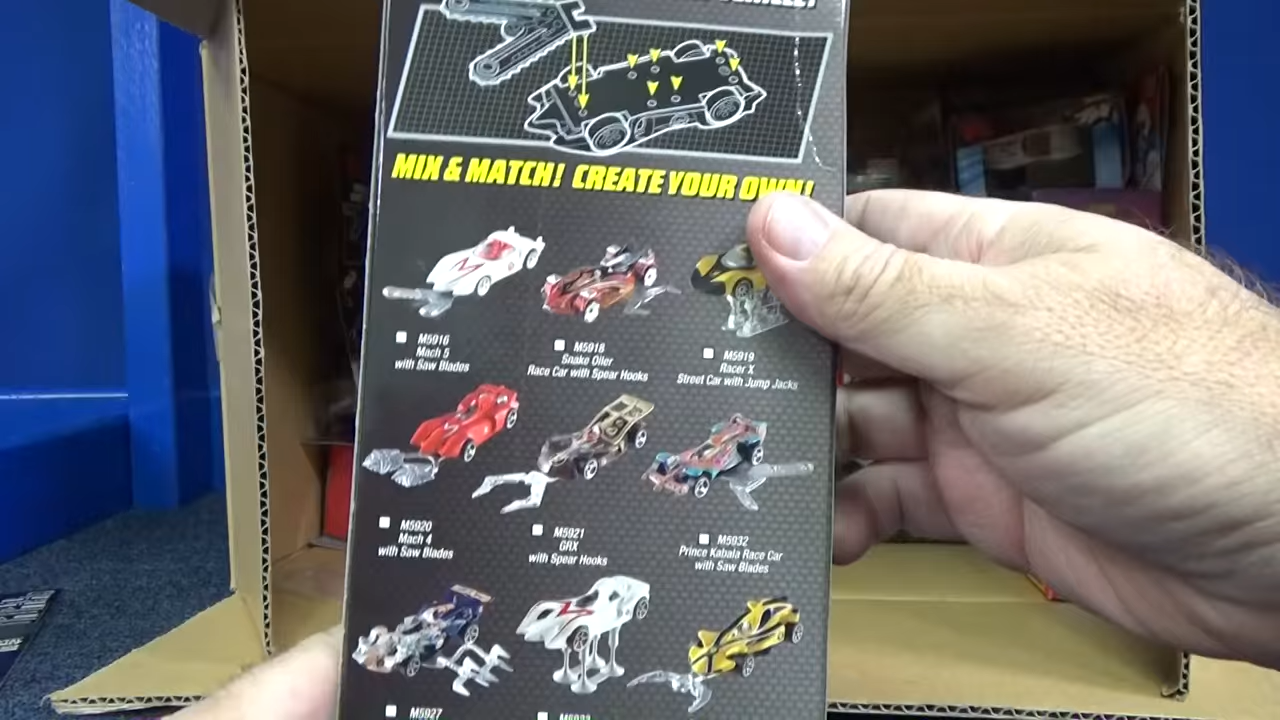 MIX & MATCH! CREATE YOUR OWN!
M5916
Mach 5
with Saw Blades
M5918
Snake Oiler
Race Car with Spear Hooks
M5919
Racer X
Street Car with Jump Jacks
M5920
Mach 4
with Saw Blades
M5921
GRX
with Spear Hooks
M5932
Prince Kabala Race Car
with Saw Blades
M5927